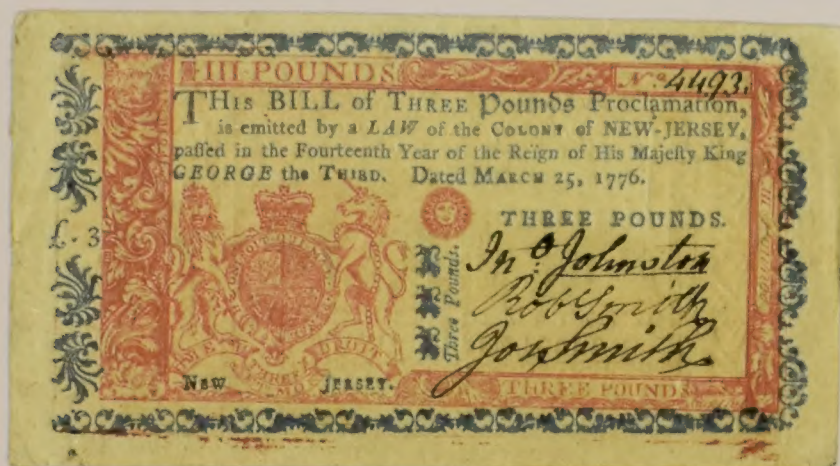 III POUNDS
No. 4493.
THIS BILL of THREE Pounds Proclamation,
is emitted by a LAW of the COLONY of NEW-JERSEY,
paſſed in the Fourteenth Year of the Reign of His Majeſty King
GEORGE the THIRD. Dated MARCH 25, 1776.
£. 3
THREE POUNDS.
Three Pounds.
Jno. Johnston
Rob Smith
Jos Smith
DROIT
NEW JERSEY.
THREE POUNDS